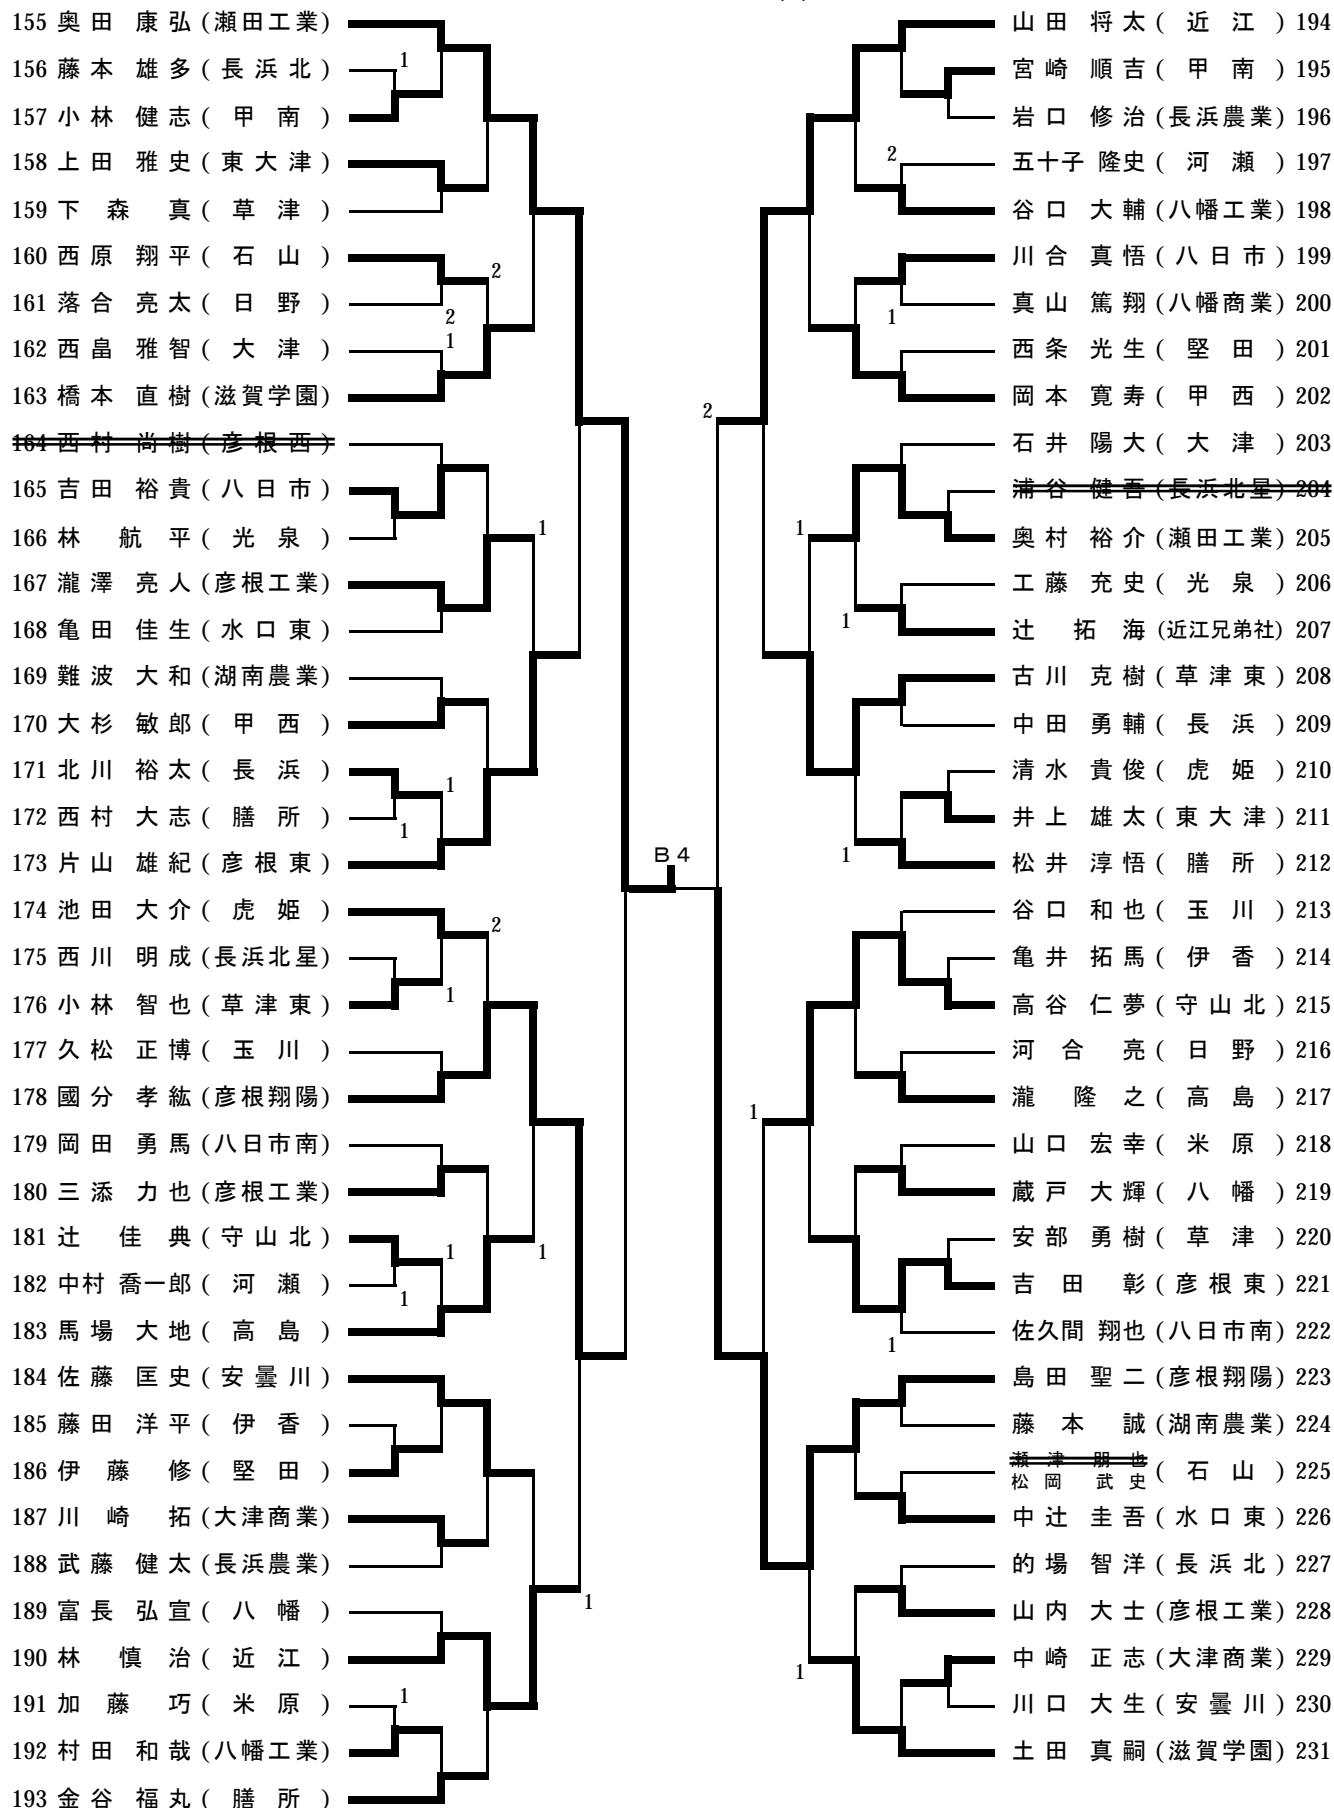 155 奥田 康弘 (瀬田工業)
156 藤本 雄多 (長浜北)
1
157 小林 健志 (甲南)
158 上田 雅史 (東大津)
159 下森 真 (草津)
160 西原 翔平 (石山)
2
161 落合 亮太 (日野)
2
162 西畠 雅智 (大津)
1
163 橋本 直樹 (滋賀学園)
164 西村 尚樹 (彦根西)
165 吉田 裕貴 (八日市)
166 林 航平 (光泉)
1
167 瀧澤 亮人 (彦根工業)
168 亀田 佳生 (水口東)
169 難波 大和 (湖南農業)
170 大杉 敏郎 (甲西)
171 北川 裕太 (長浜)
1
172 西村 大志 (膳所)
1
173 片山 雄紀 (彦根東)
174 池田 大介 (虎姫)
2
175 西川 明成 (長浜北星)
176 小林 智也 (草津東)
1
177 久松 正博 (玉川)
178 國分 孝紘 (彦根翔陽)
179 岡田 勇馬 (八日市南)
180 三添 力也 (彦根工業)
181 辻 佳典 (守山北)
1
1
182 中村 喬一郎 (河瀬)
1
183 馬場 大地 (高島)
184 佐藤 匡史 (安曇川)
185 藤田 洋平 (伊香)
186 伊藤 修 (堅田)
187 川崎 拓 (大津商業)
188 武藤 健太 (長浜農業)
189 富長 弘宣 (八幡)
1
190 林 慎治 (近江)
191 加藤 巧 (米原)
1
192 村田 和哉 (八幡工業)
193 金谷 福丸 (膳所)
B4
山田 将太 (近江) 194
宮崎 順吉 (甲南) 195
岩口 修治 (長浜農業) 196
2
五十子 隆史 (河瀬) 197
谷口 大輔 (八幡工業) 198
川合 真悟 (八日市) 199
真山 篤翔 (八幡商業) 200
1
西条 光生 (堅田) 201
岡本 寛寿 (甲西) 202
2
石井 陽大 (大津) 203
浦谷 健吾 (長浜北星) 204
1
奥村 裕介 (瀬田工業) 205
工藤 充史 (光泉) 206
1
辻 拓海 (近江兄弟社) 207
古川 克樹 (草津東) 208
中田 勇輔 (長浜) 209
清水 貴俊 (虎姫) 210
井上 雄太 (東大津) 211
1
松井 淳悟 (膳所) 212
谷口 和也 (玉川) 213
亀井 拓馬 (伊香) 214
高谷 仁夢 (守山北) 215
河合 亮 (日野) 216
瀧 隆之 (高島) 217
1
山口 宏幸 (米原) 218
蔵戸 大輝 (八幡) 219
安部 勇樹 (草津) 220
吉田 彰 (彦根東) 221
1
佐久間 翔也 (八日市南) 222
島田 聖二 (彦根翔陽) 223
藤本 誠 (湖南農業) 224
瀬津 朋也
松岡 武史 (石山) 225
中辻 圭吾 (水口東) 226
的場 智洋 (長浜北) 227
山内 大士 (彦根工業) 228
1
中崎 正志 (大津商業) 229
川口 大生 (安曇川) 230
土田 真嗣 (滋賀学園) 231